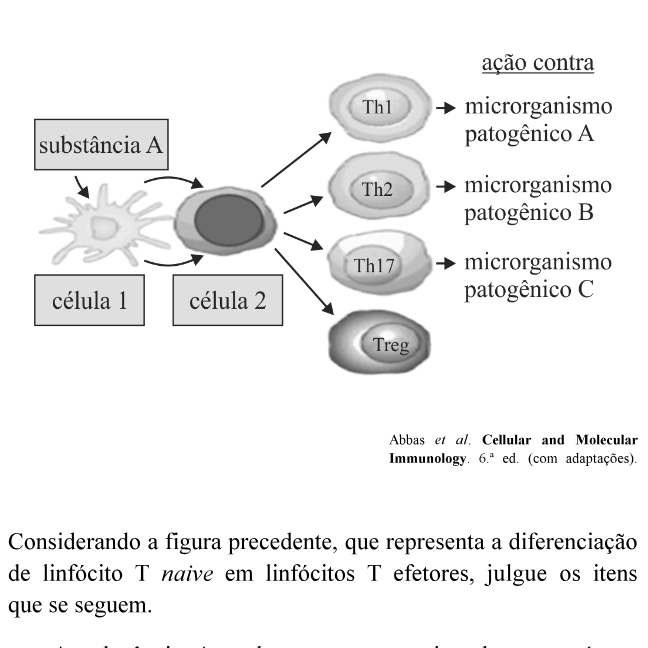 ação contra
Th1
microrganismo
patogênico A
substância A
Th2
microrganismo
patogênico B
Th17
microrganismo
patogênico C
célula 1
célula 2
Treg
Abbas et al. Cellular and Molecular
Immunology. 6.ª ed. (com adaptações).
Considerando a figura precedente, que representa a diferenciação
de linfócito T naive em linfócitos T efetores, julgue os itens
que se seguem.